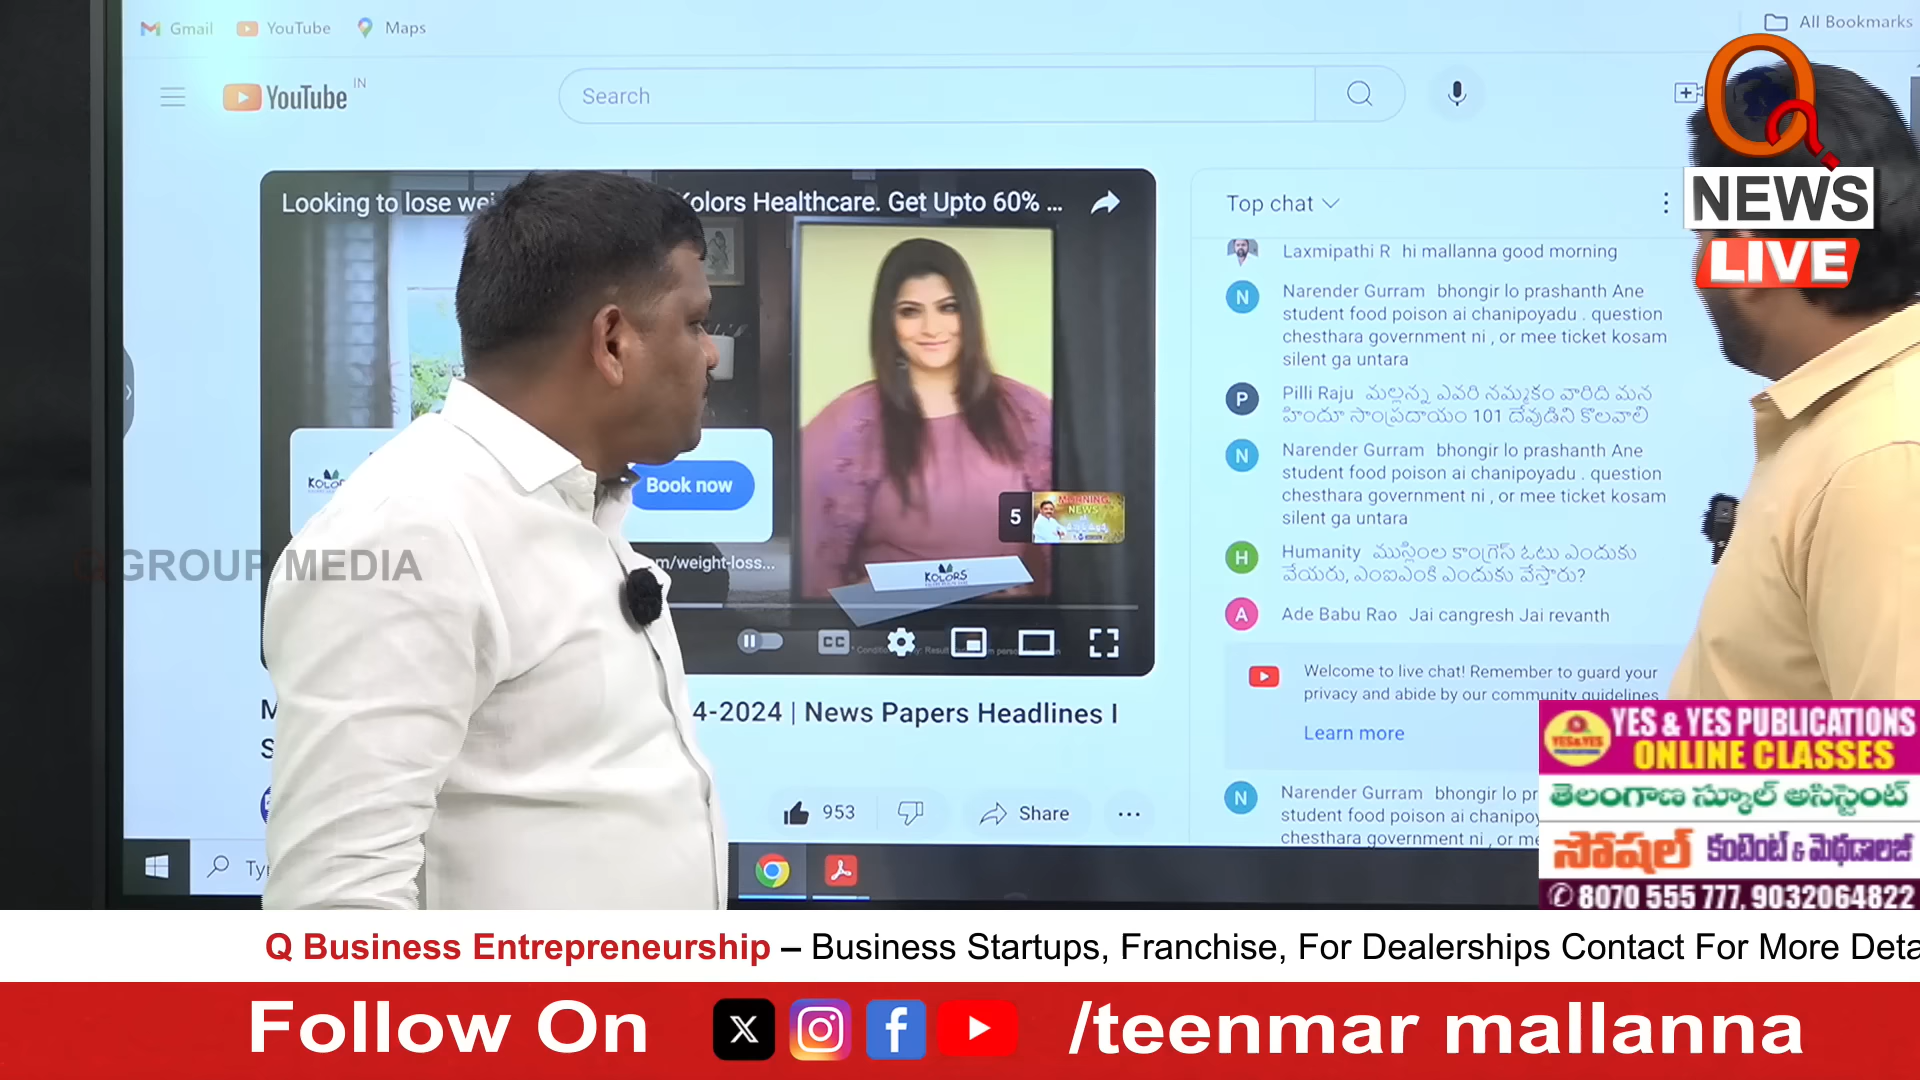 Gmail YouTube Maps All Bookmarks
YouTube IN
Search
Q
NEWS
LIVE
Looking to lose wei Kolors Healthcare. Get Upto 60% ...
Book now
m/weight-loss...
KOLORS
5
MORNING
NEWS
CC
GROUP MEDIA
4-2024 | News Papers Headlines I
953 Share ...
Top chat
Laxmipathi R hi mallanna good morning
Narender Gurram bhongir lo prashanth Ane
student food poison ai chanipoyadu . question
chesthara government ni , or mee ticket kosam
silent ga untara
Pilli Raju మల్లన్న ఎవరి నమ్మకం వారిది మన
హిందూ సాంప్రదాయం 101 దేవుడిని కొలవాలి
Narender Gurram bhongir lo prashanth Ane
student food poison ai chanipoyadu . question
chesthara government ni , or mee ticket kosam
silent ga untara
Humanity ముస్లింల కాంగ్రెస్ ఓటు ఎందుకు
వేయరు, ఎంఐఎంకి ఎందుకు వేస్తారు?
Ade Babu Rao Jai cangresh Jai revanth
Welcome to live chat! Remember to guard your
privacy and abide by our community guidelines
Learn more
Narender Gurram bhongir lo pr
student food poison ai chanipoy
chesthara government ni , or me
YES & YES PUBLICATIONS
ONLINE CLASSES
తెలంగాణ స్కూల్ అసిస్టెంట్
సోషల్ కంటెంట్ & మెథడాలజీ
8070 555 777, 9032064822
Q Business Entrepreneurship – Business Startups, Franchise, For Dealerships Contact For More Deta
Follow On /teenmar mallanna